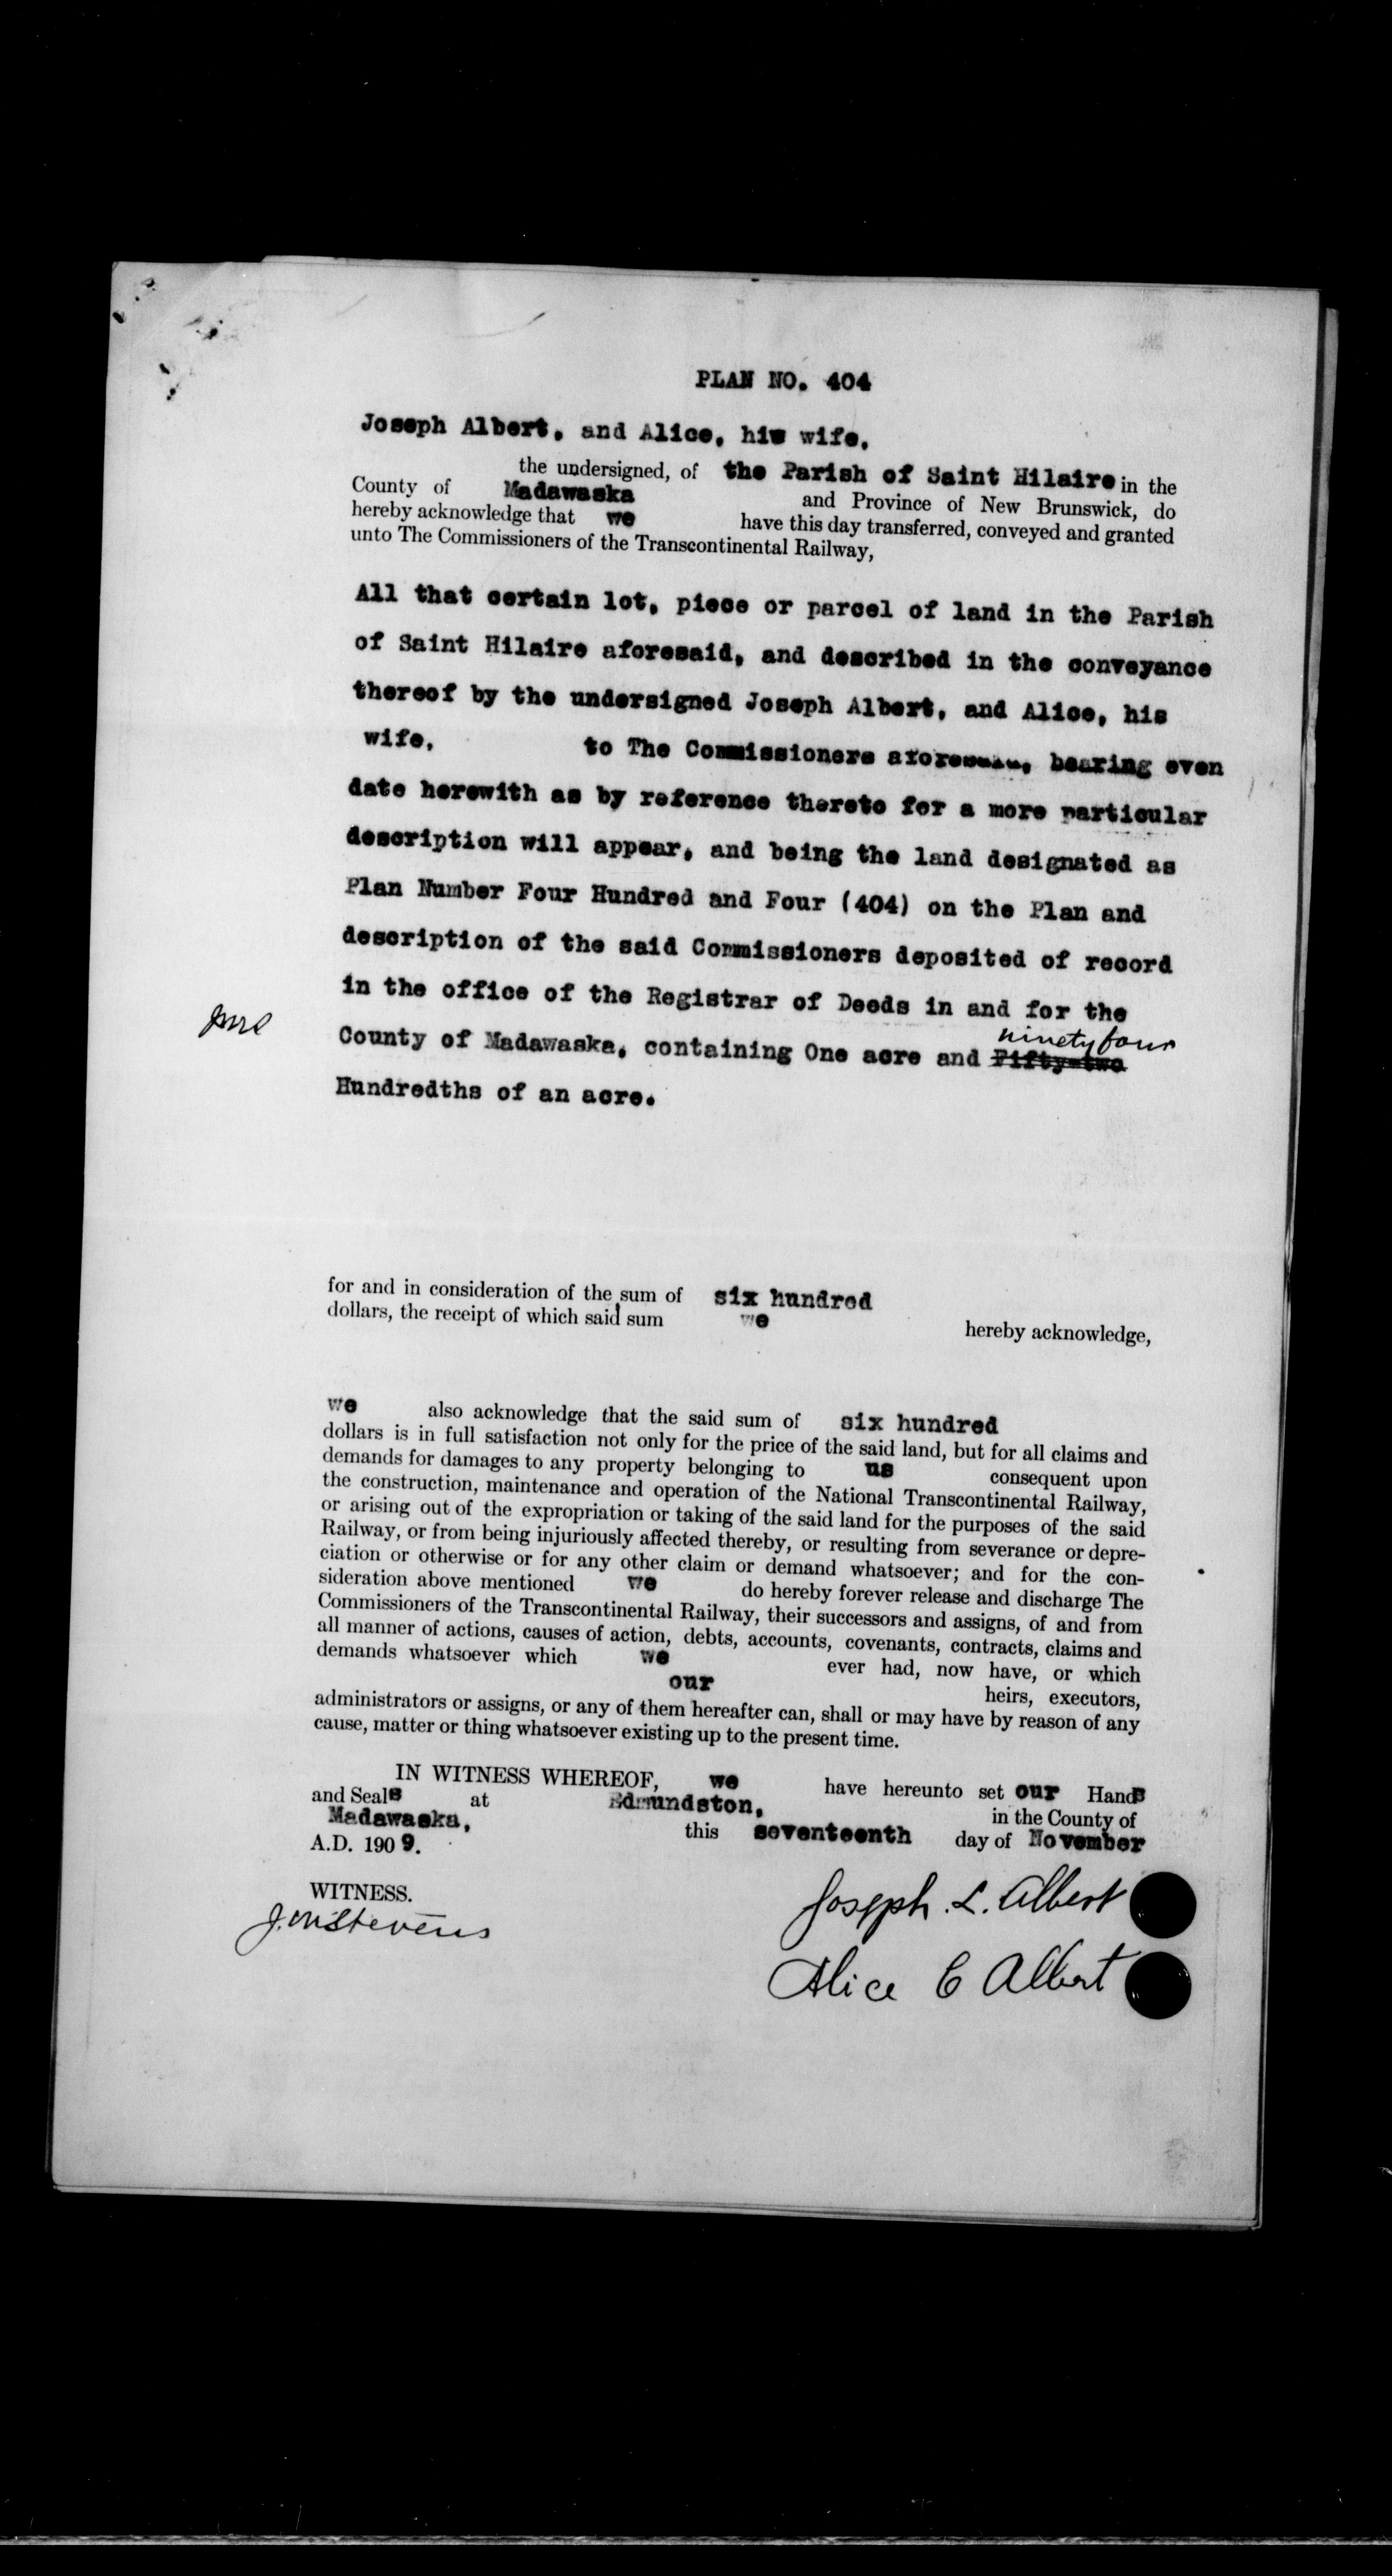 PLAN NO. 404
Joseph Albert, and Alice, his wife,
the undersigned, of the Parish of Saint Hilaire in the
County of Madawaska and Province of New Brunswick, do
hereby acknowledge that we have this day transferred, conveyed and granted
unto The Commissioners of the Transcontinental Railway,
All that certain lot, piece or parcel of land in the Parish
of Saint Hilaire aforesaid, and described in the conveyance
thereof by the undersigned Joseph Albert, and Alice, his
wife, to The Commissioners aforesaid, bearing even
date herewith as by reference thereto for a more particular
description will appear, and being the land designated as
Plan Number Four Hundred and Four (404) on the Plan and
description of the said Commissioners deposited of record
in the office of the Registrar of Deeds in and for the
ninety four
County of Madawaska, containing One acre and Fifty-two
Hundredths of an acre.
for and in consideration of the sum of six hundred
dollars, the receipt of which said sum we hereby acknowledge,
we also acknowledge that the said sum of six hundred
dollars is in full satisfaction not only for the price of the said land, but for all claims and
demands for damages to any property belonging to us consequent upon
the construction, maintenance and operation of the National Transcontinental Railway,
or arising out of the expropriation or taking of the said land for the purposes of the said
Railway, or from being injuriously affected thereby, or resulting from severance or depre-
ciation or otherwise or for any other claim or demand whatsoever; and for the con-
sideration above mentioned we do hereby forever release and discharge The
Commissioners of the Transcontinental Railway, their successors and assigns, of and from
all manner of actions, causes of action, debts, accounts, covenants, contracts, claims and
demands whatsoever which we ever had, now have, or which
our heirs, executors,
administrators or assigns, or any of them hereafter can, shall or may have by reason of any
cause, matter or thing whatsoever existing up to the present time.
IN WITNESS WHEREOF, we have hereunto set our Hands
and Seals at Edmundston, in the County of
Madawaska, this seventeenth day of November
A.D. 1909.
WITNESS.
J.M Stevens
Joseph. L. Albert
Alice C Albert